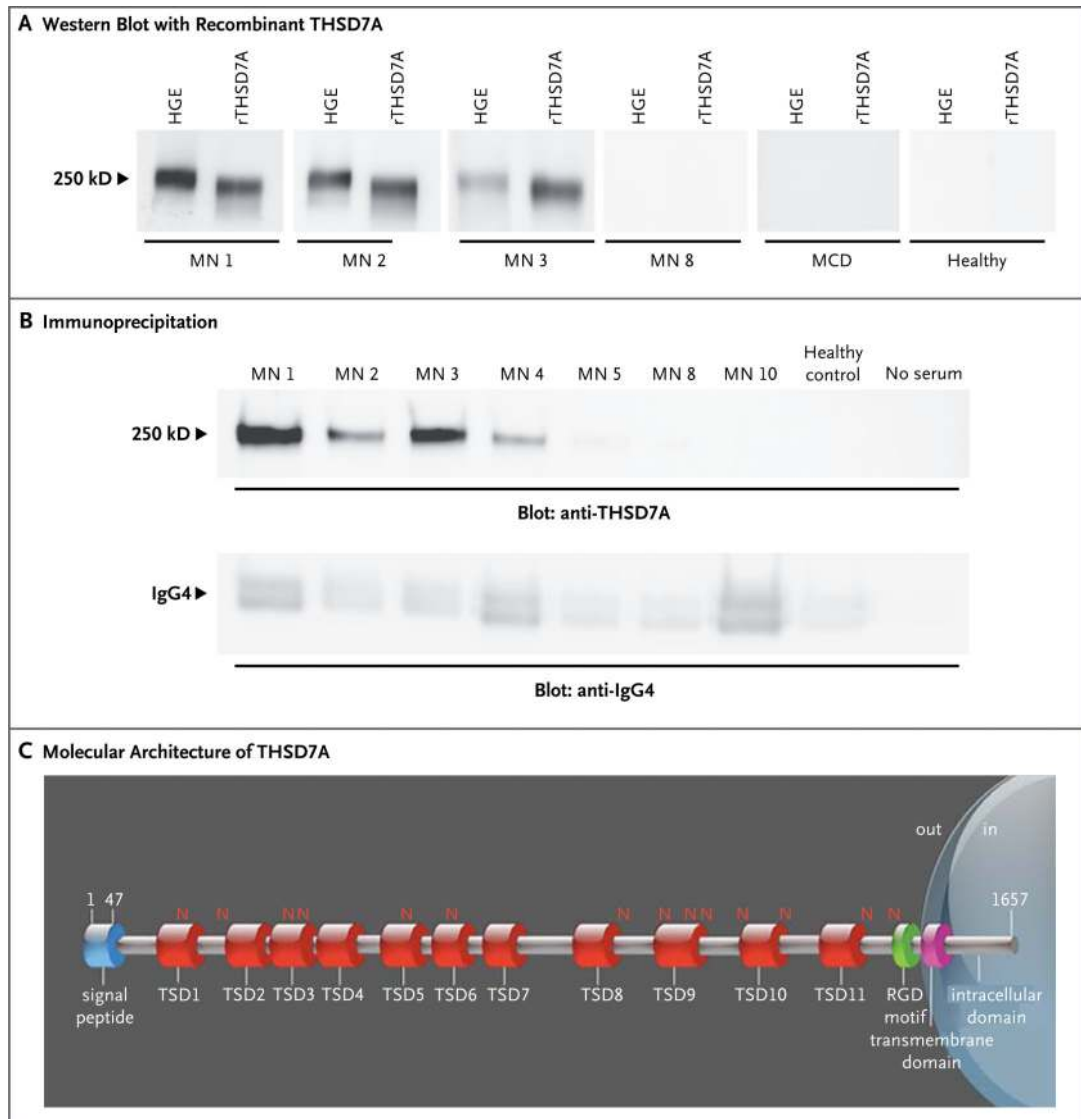 A Western Blot with Recombinant THSD7A
HGE rTHSD7A HGE rTHSD7A HGE rTHSD7A HGE rTHSD7A HGE rTHSD7A HGE rTHSD7A
250 kD
MN 1 MN 2 MN 3 MN 8 MCD Healthy
B Immunoprecipitation
MN 1 MN 2 MN 3 MN 4 MN 5 MN 8 MN 10 Healthy control No serum
250 kD
Blot: anti-THSD7A
IgG4
Blot: anti-IgG4
C Molecular Architecture of THSD7A
out in
1 47 1657
N N N N N N N N N N N N N N
signal peptide TSD1 TSD2 TSD3 TSD4 TSD5 TSD6 TSD7 TSD8 TSD9 TSD10 TSD11 RGD motif transmembrane domain intracellular domain